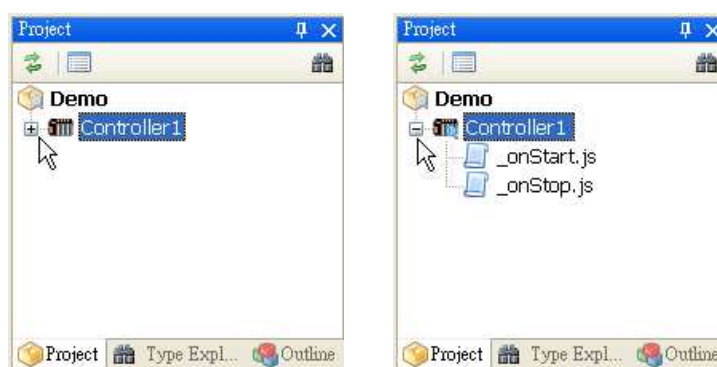 Project
Demo
Controller1
Project Type Expl... Outline
Project
Demo
Controller1
_onStart.js
_onStop.js
Project Type Expl... Outline